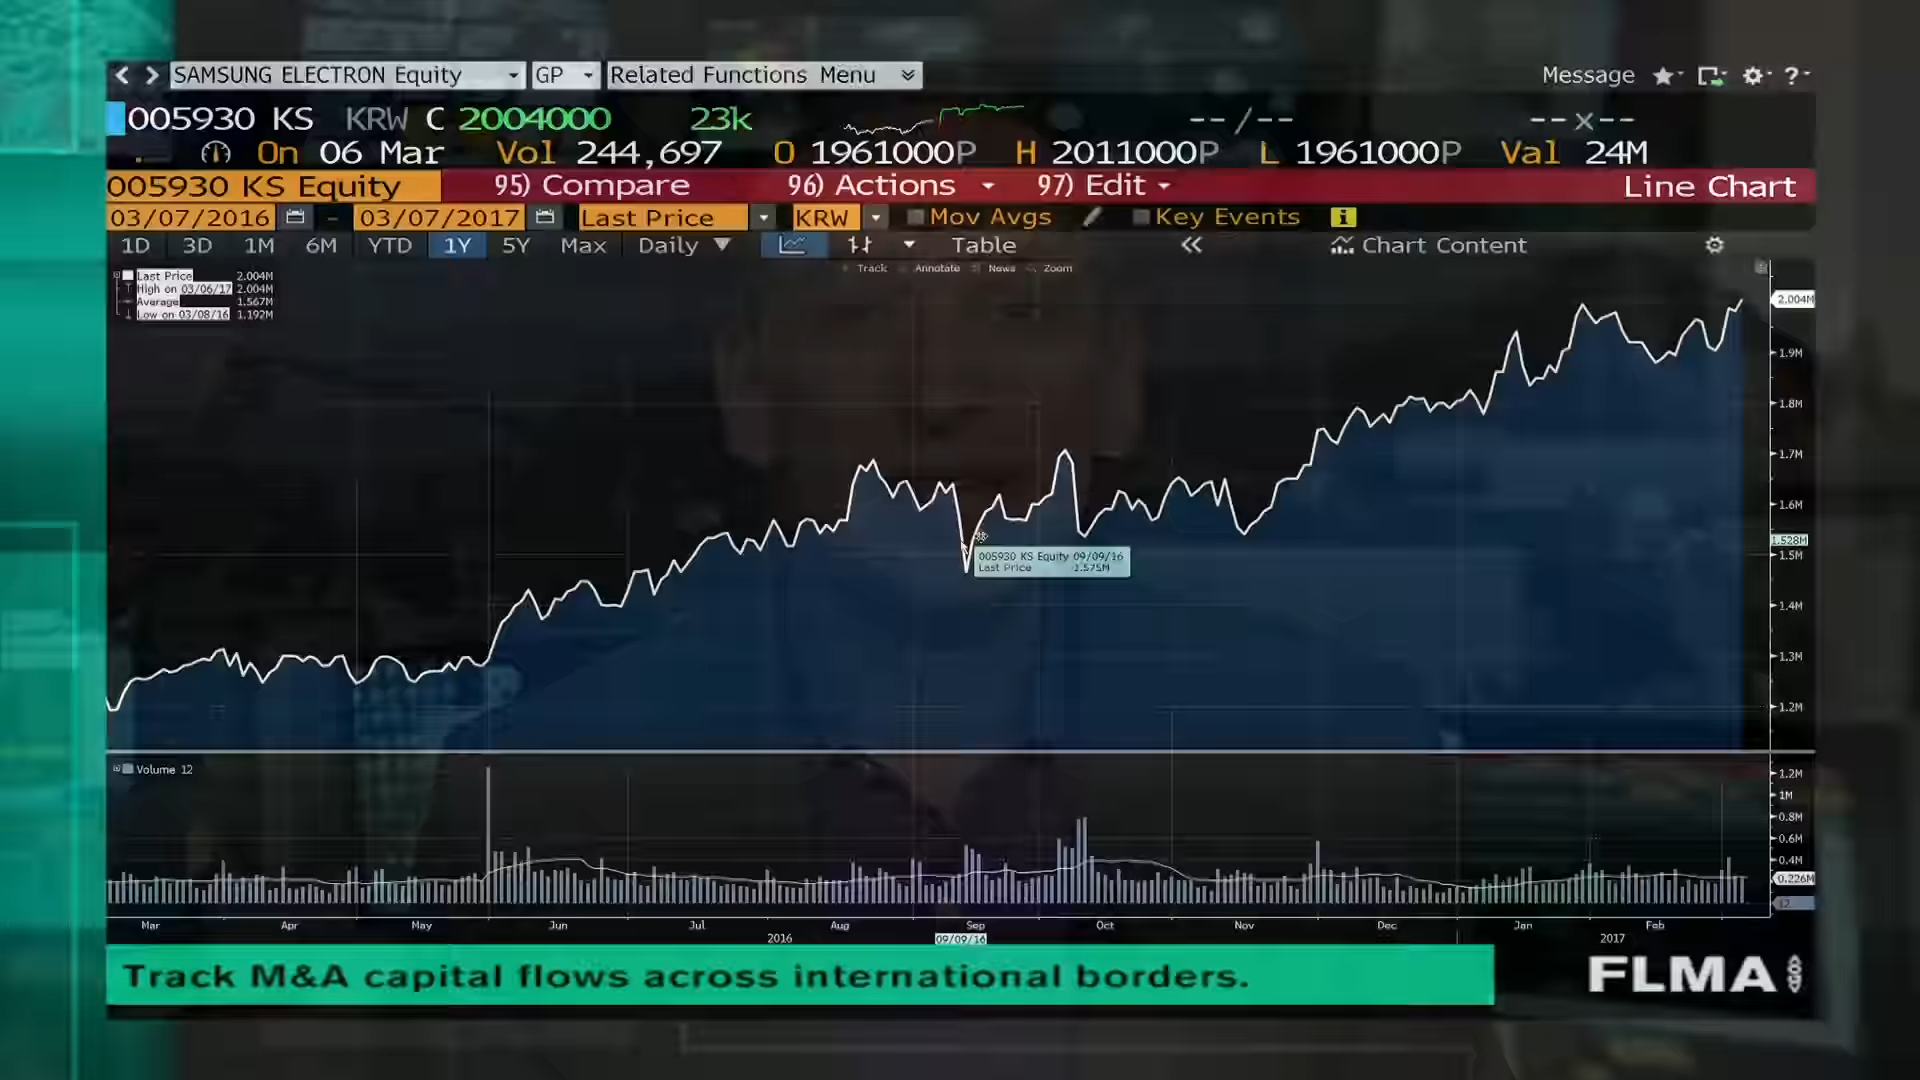 SAMSUNG ELECTRON Equity GP Related Functions Menu Message ?
005930 KS KRW C 2004000 23k --/-- --x--
On 06 Mar Vol 244,697 O 1961000P H 2011000P L 1961000P Val 24M
005930 KS Equity 95) Compare 96) Actions 97) Edit Line Chart
03/07/2016 - 03/07/2017 Last Price KRW Mov Avgs Key Events i
1D 3D 1M 6M YTD 1Y 5Y Max Daily Table « Chart Content
Track Annotate News Zoom
Last Price 2.004M
High on 03/06/17 2.004M
Average 1.567M
Low on 03/08/16 1.192M
2.004M
1.9M
1.8M
1.7M
1.6M
1.528M
1.5M
1.4M
1.3M
1.2M
005930 KS Equity 09/09/16
Last Price 1.575M
Volume 12
1.2M
1M
0.8M
0.6M
0.4M
0.226M
12
Mar Apr May Jun Jul Aug Sep Oct Nov Dec Jan Feb
2016 09/09/16 2017
Track M&A capital flows across international borders.
FLMA